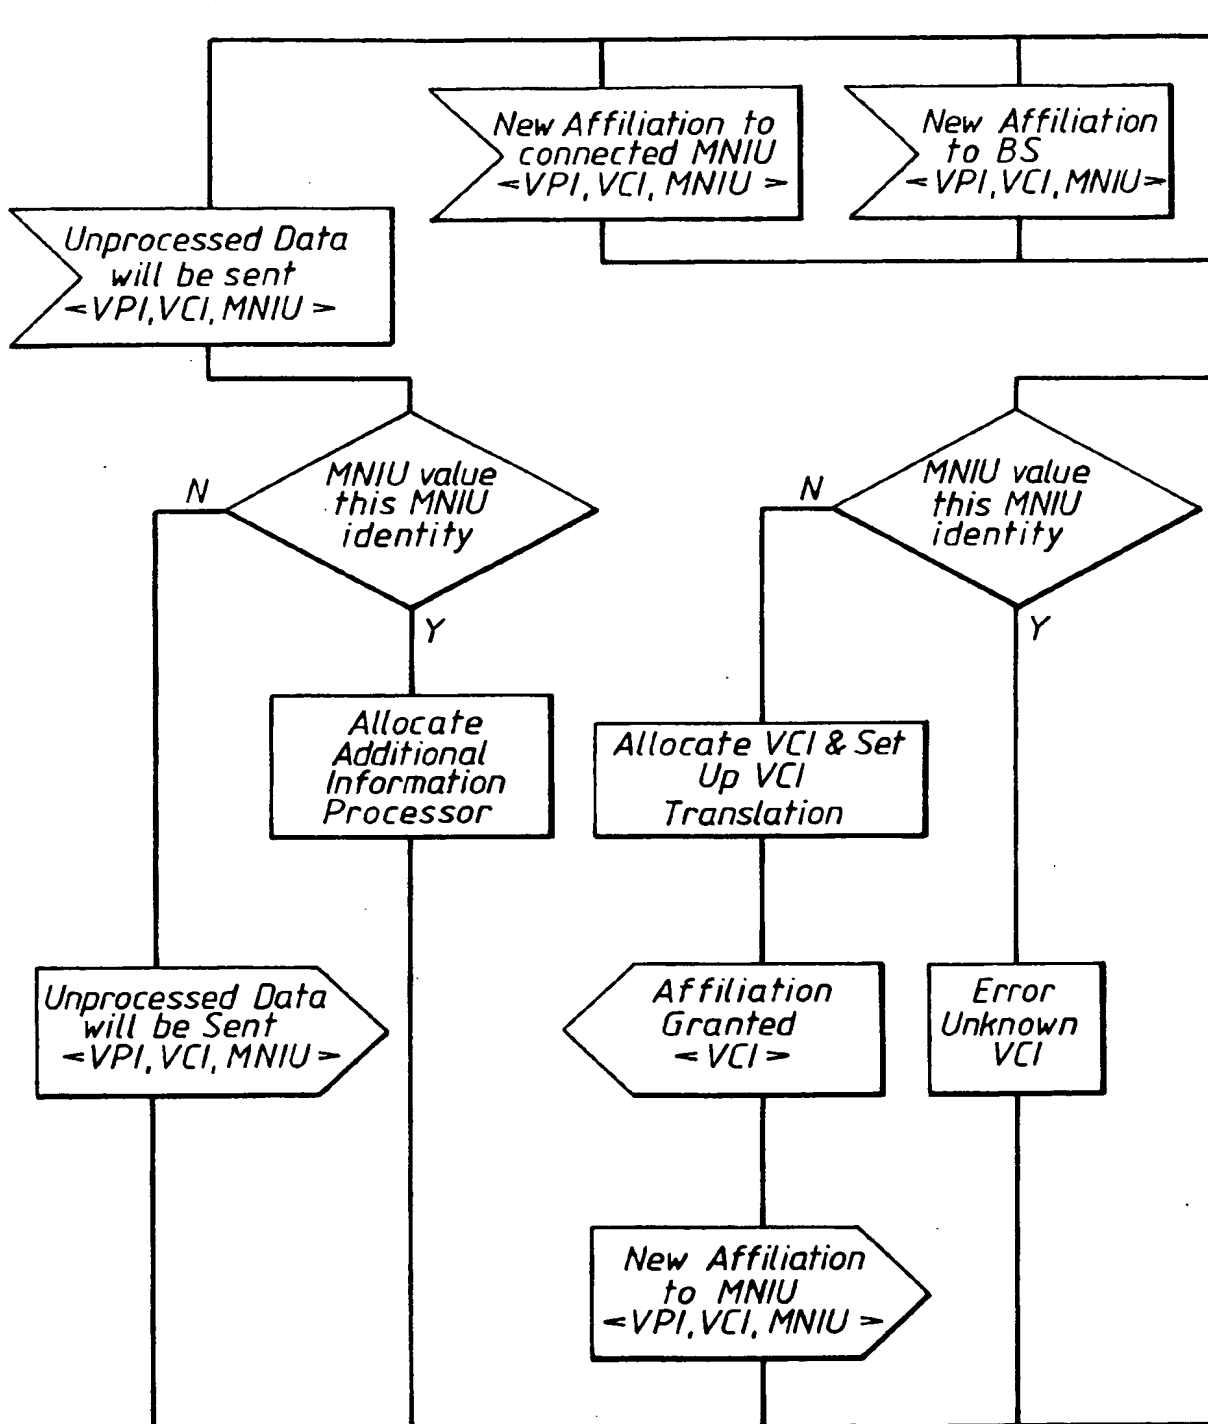 New Affiliation to
connected MNIU
<VPI, VCI, MNIU >
New Affiliation
to BS
<VPI, VCI, MNIU>
Unprocessed Data
will be sent
<VPI, VCI, MNIU >
MNIU value
this MNIU
identity
N
Y
MNIU value
this MNIU
identity
N
Y
Allocate
Additional
Information
Processor
Allocate VCI & Set
Up VCI
Translation
Unprocessed Data
will be Sent
<VPI, VCI, MNIU>
Affiliation
Granted
<VCI>
Error
Unknown
VCI
New Affiliation
to MNIU
<VPI, VCI, MNIU >